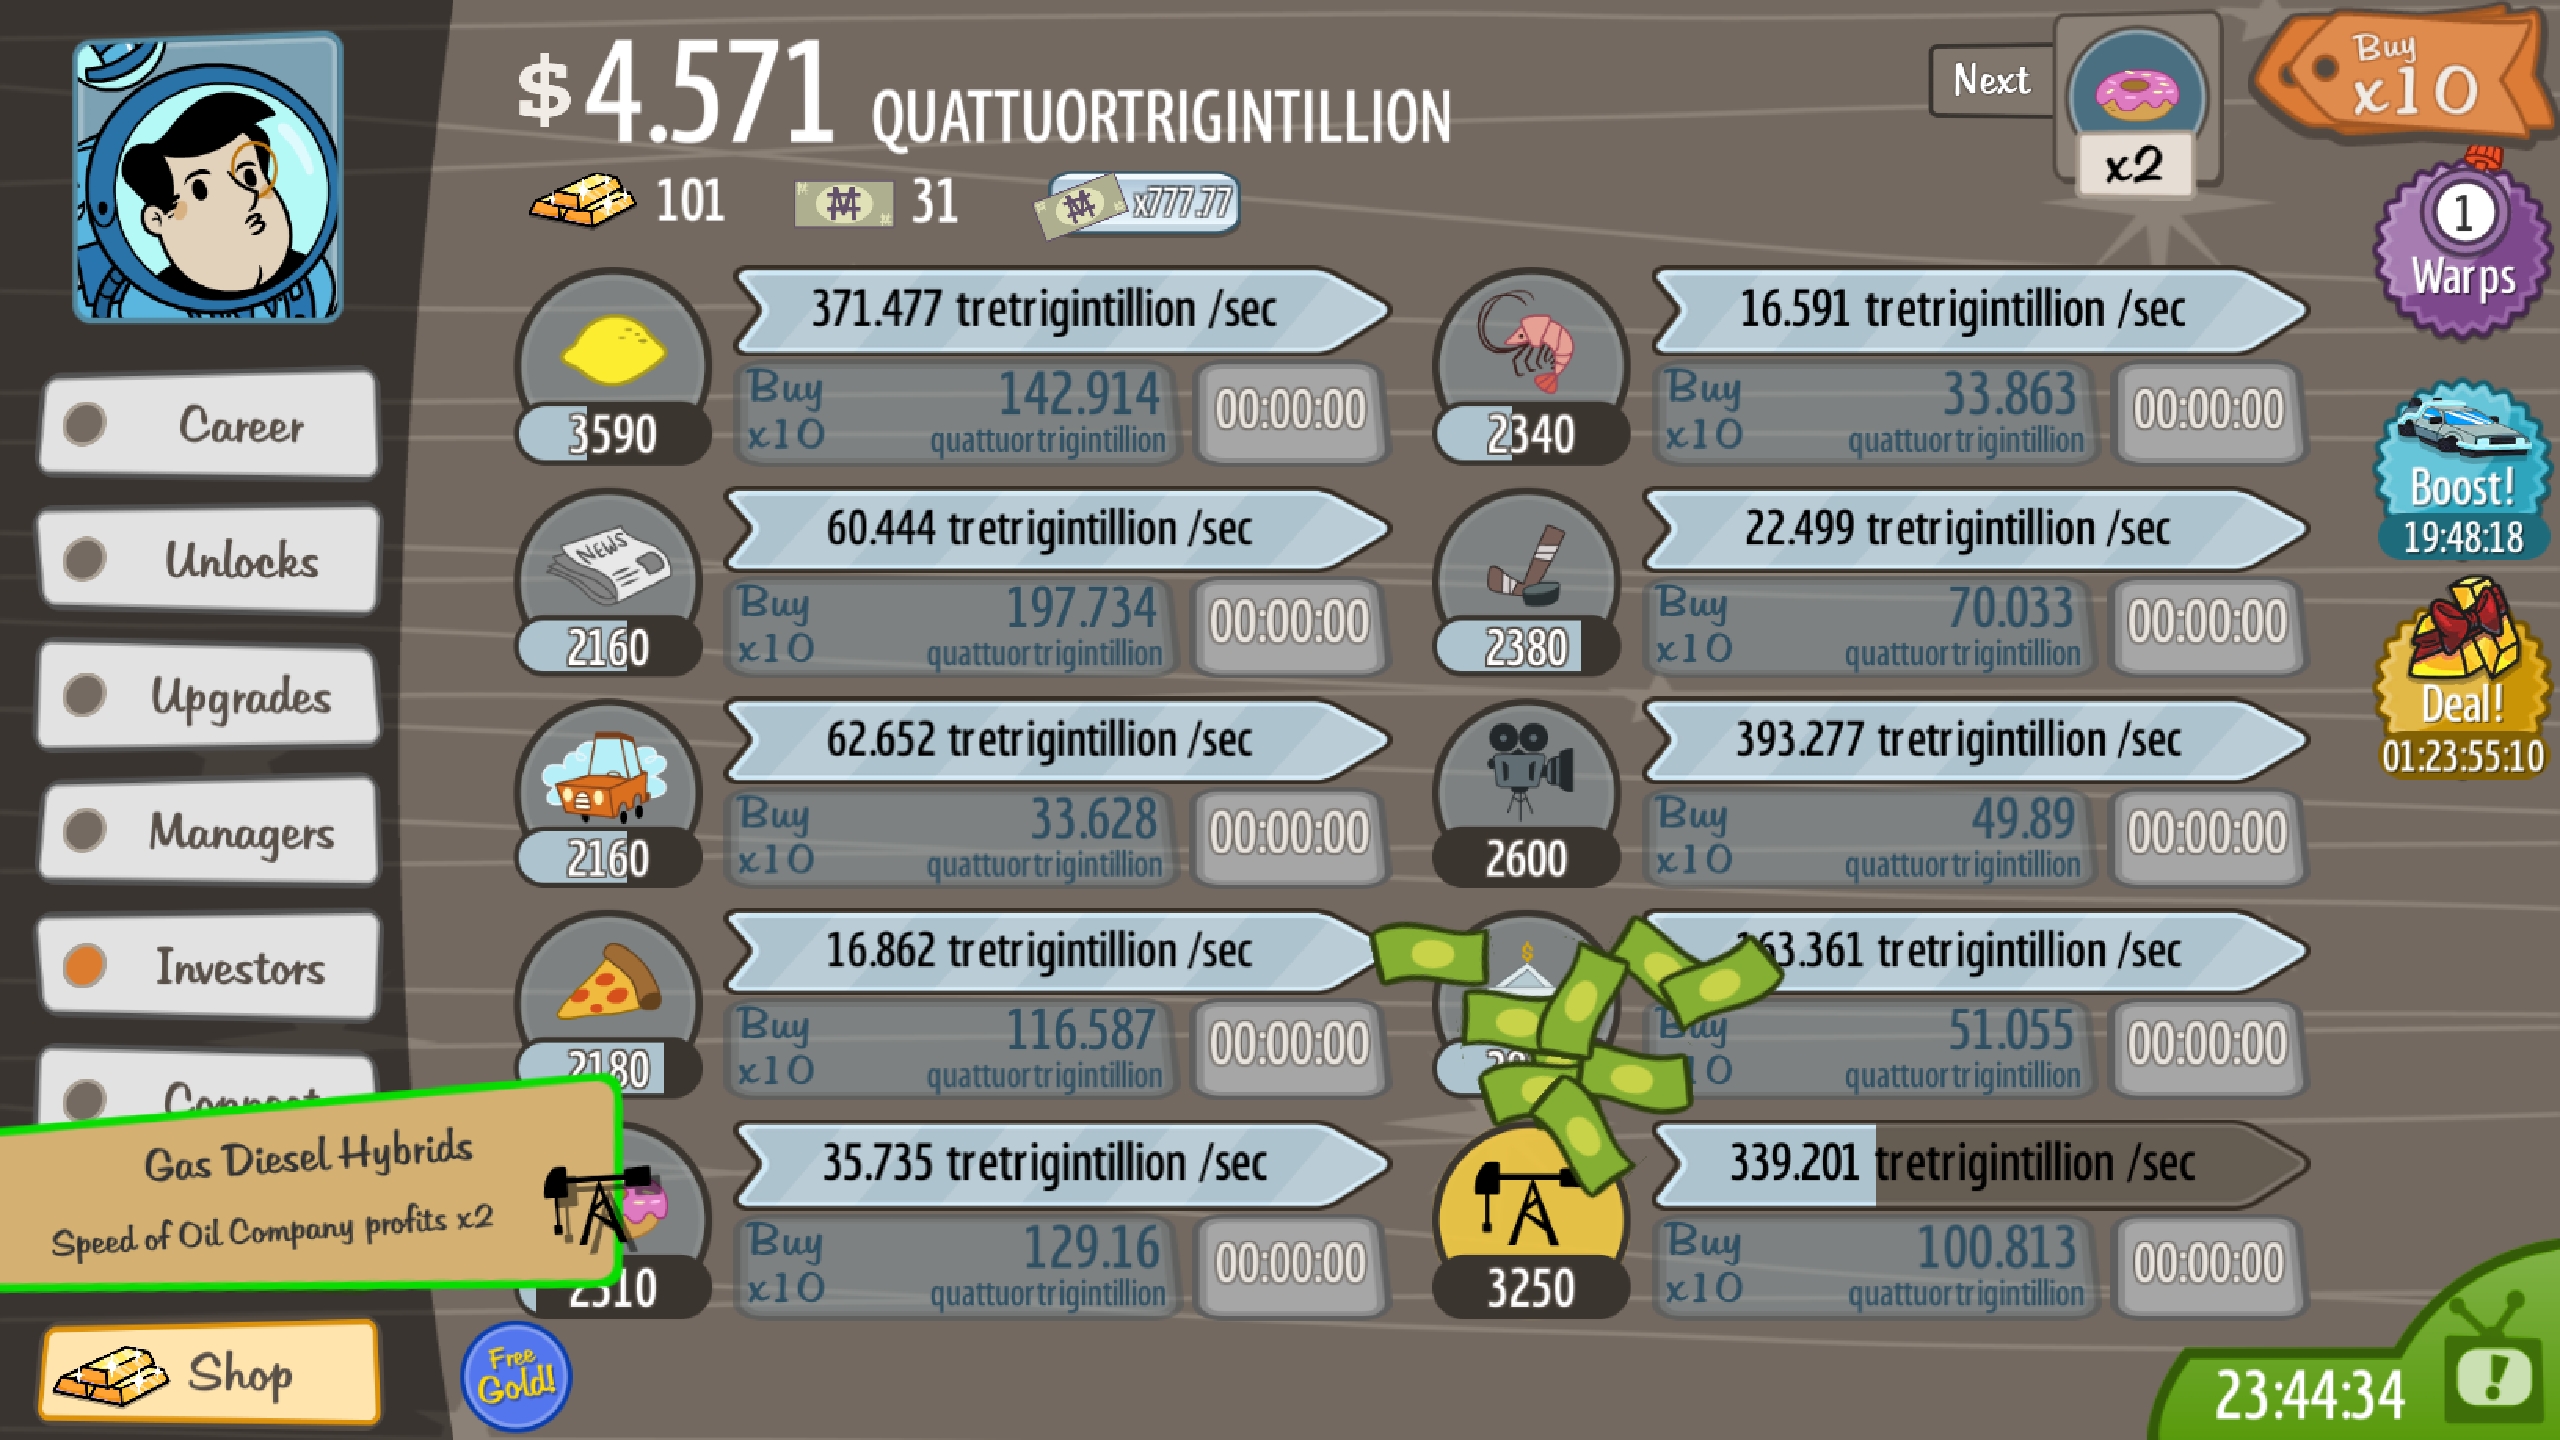 $4.571 QUATTUORTRIGINTILLION
101 31 x777.77
Next
x2
Buy
x10
1
Warps
Boost!
19:48:18
Deal!
01:23:55:10
Career
Unlocks
Upgrades
Managers
Investors
Connect
Gas Diesel Hybrids
Speed of Oil Company profits x2
Shop
Free
Gold!
371.477 tretrigintillion /sec
3590
Buy
x10
142.914
quattuortrigintillion
00:00:00
NEWS
60.444 tretrigintillion /sec
2160
Buy
x10
197.734
quattuortrigintillion
00:00:00
62.652 tretrigintillion /sec
2160
Buy
x10
33.628
quattuortrigintillion
00:00:00
16.862 tretrigintillion /sec
2180
Buy
x10
116.587
quattuortrigintillion
00:00:00
35.735 tretrigintillion /sec
Buy
x10
129.16
quattuortrigintillion
00:00:00
16.591 tretrigintillion /sec
2340
Buy
x10
33.863
quattuortrigintillion
00:00:00
22.499 tretrigintillion /sec
2380
Buy
x10
70.033
quattuortrigintillion
00:00:00
393.277 tretrigintillion /sec
2600
Buy
x10
49.89
quattuortrigintillion
00:00:00
tretrigintillion /sec
Buy
51.055
quattuortrigintillion
00:00:00
339.201 tretrigintillion /sec
3250
Buy
x10
100.813
quattuortrigintillion
00:00:00
23:44:34